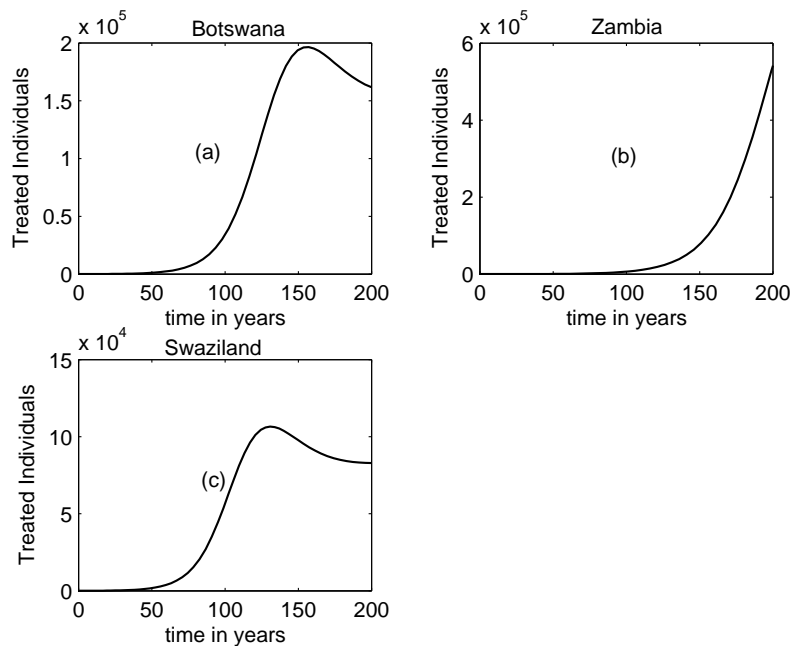 x 10^5
Botswana
2
1.5
1
0.5
0
Treated Individuals
(a)
0 50 100 150 200
time in years
x 10^5
Zambia
6
4
2
0
Treated Individuals
(b)
0 50 100 150 200
time in years
x 10^4
Swaziland
15
10
5
0
Treated Individuals
(c)
0 50 100 150 200
time in years